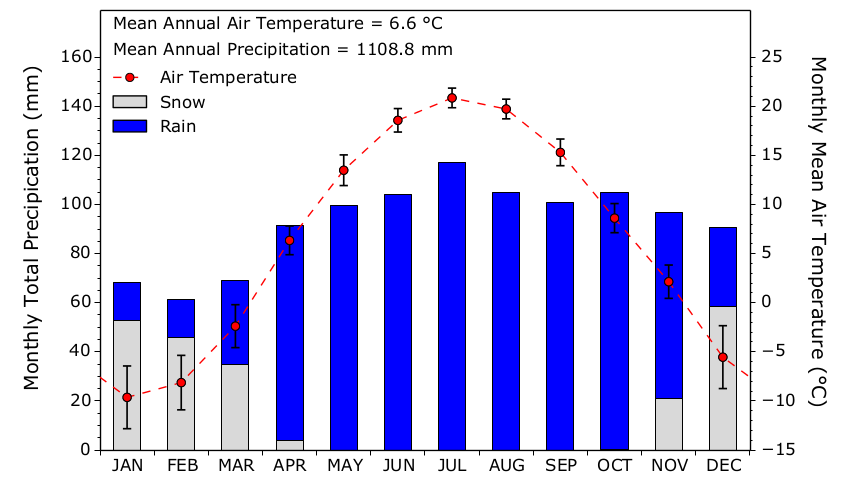 Mean Annual Air Temperature = 6.6 °C
Mean Annual Precipitation = 1108.8 mm
Air Temperature
Snow
Rain
Monthly Total Precipication (mm)
160
140
120
100
80
60
40
20
0
25
20
15
10
5
0
−5
−10
−15
Monthly Mean Air Temperature (°C)
JAN FEB MAR APR MAY JUN JUL AUG SEP OCT NOV DEC